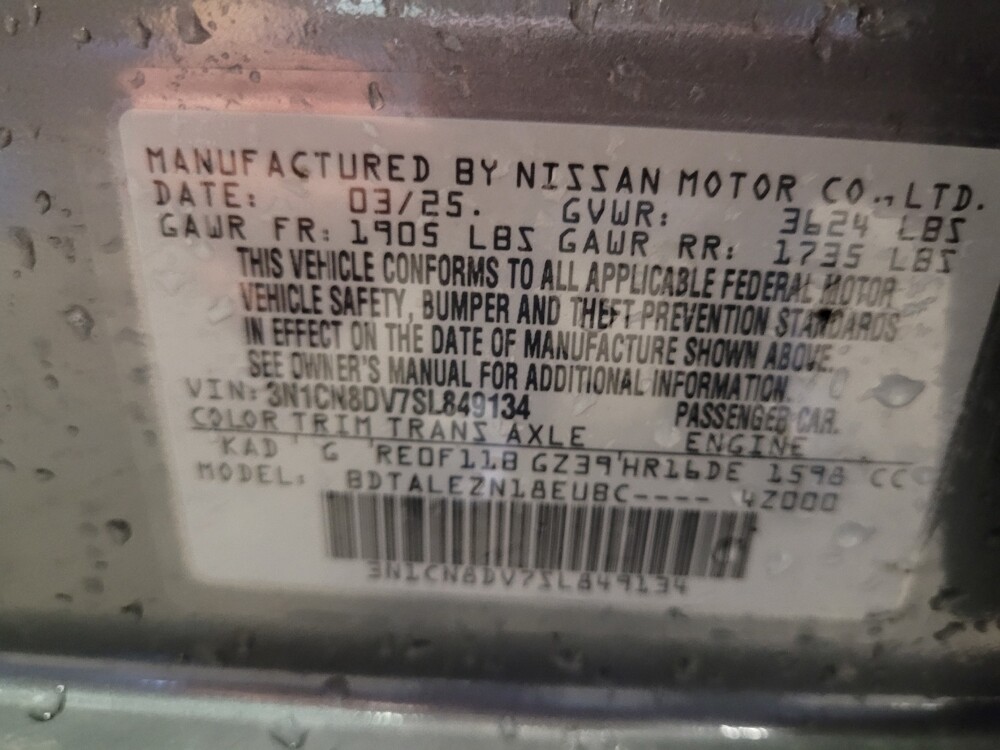 MANUFACTURED BY NISSAN MOTOR CO., LTD.
DATE: 03/25. GVWR: 3624 LBS
GAWR FR: 1905 LBS GAWR RR: 1735 LBS
THIS VEHICLE CONFORMS TO ALL APPLICABLE FEDERAL MOTOR
VEHICLE SAFETY, BUMPER AND THEFT PREVENTION STANDARDS
IN EFFECT ON THE DATE OF MANUFACTURE SHOWN ABOVE.
SEE OWNER'S MANUAL FOR ADDITIONAL INFORMATION.
VIN: 3N1CN8DV7SL849134 PASSENGER CAR.
COLOR TRIM TRANS AXLE ENGINE
KAD G RE0F11B GZ39 HR16DE 1598 CC
MODEL: BDTALEZN18EUBC---- 4Z000
3N1CN8DV7SL849134